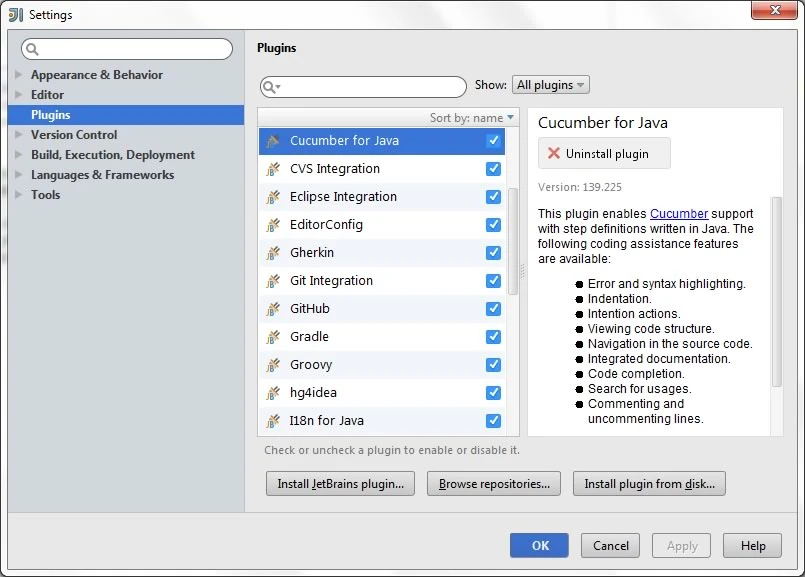 Settings
Appearance & Behavior
Editor
Plugins
Version Control
Build, Execution, Deployment
Languages & Frameworks
Tools
Plugins
Show: All plugins
Sort by: name
Cucumber for Java
CVS Integration
Eclipse Integration
EditorConfig
Gherkin
Git Integration
GitHub
Gradle
Groovy
hg4idea
I18n for Java
Cucumber for Java
Uninstall plugin
Version: 139.225
This plugin enables Cucumber support
with step definitions written in Java. The
following coding assistance features
are available:
Error and syntax highlighting.
Indentation.
Intention actions.
Viewing code structure.
Navigation in the source code.
Integrated documentation.
Code completion.
Search for usages.
Commenting and
uncommenting lines.
Check or uncheck a plugin to enable or disable it.
Install JetBrains plugin... Browse repositories... Install plugin from disk...
OK Cancel Apply Help